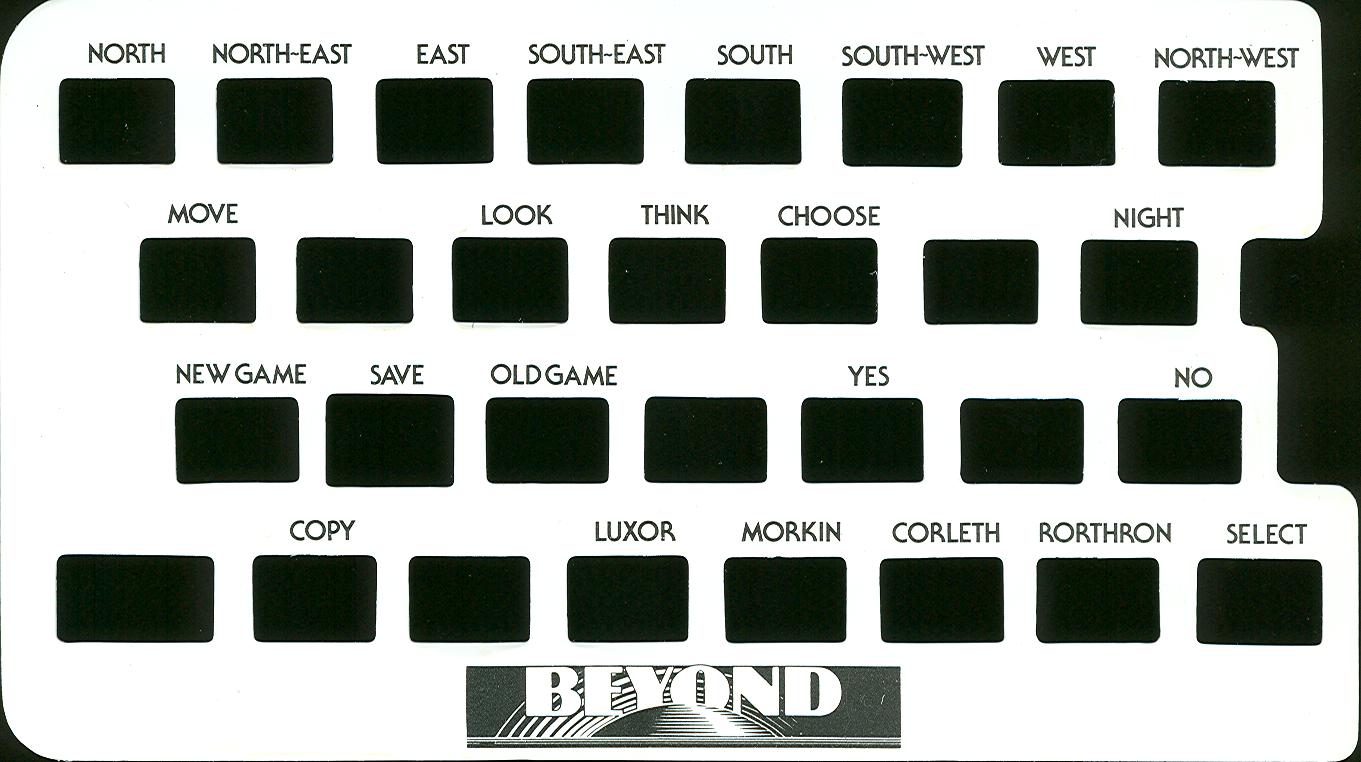 NORTH NORTH~EAST EAST SOUTH~EAST SOUTH SOUTH~WEST WEST NORTH~WEST
MOVE LOOK THINK CHOOSE NIGHT
NEW GAME SAVE OLD GAME YES NO
COPY LUXOR MORKIN CORLETH RORTHRON SELECT
BEYOND